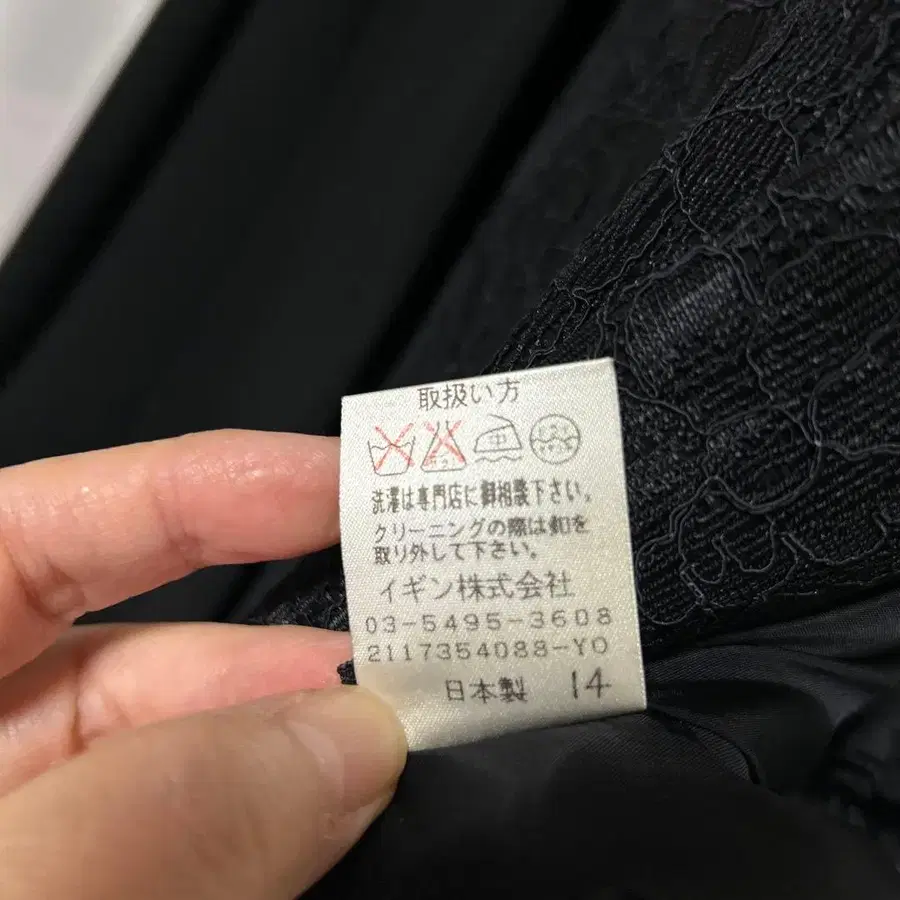 取扱い方
中
洗濯は専門店に御相談下さい。
クリーニングの際は釦を
取り外して下さい。
イギン株式会社
03-5495-3608
2117354088-YO
日本製 14